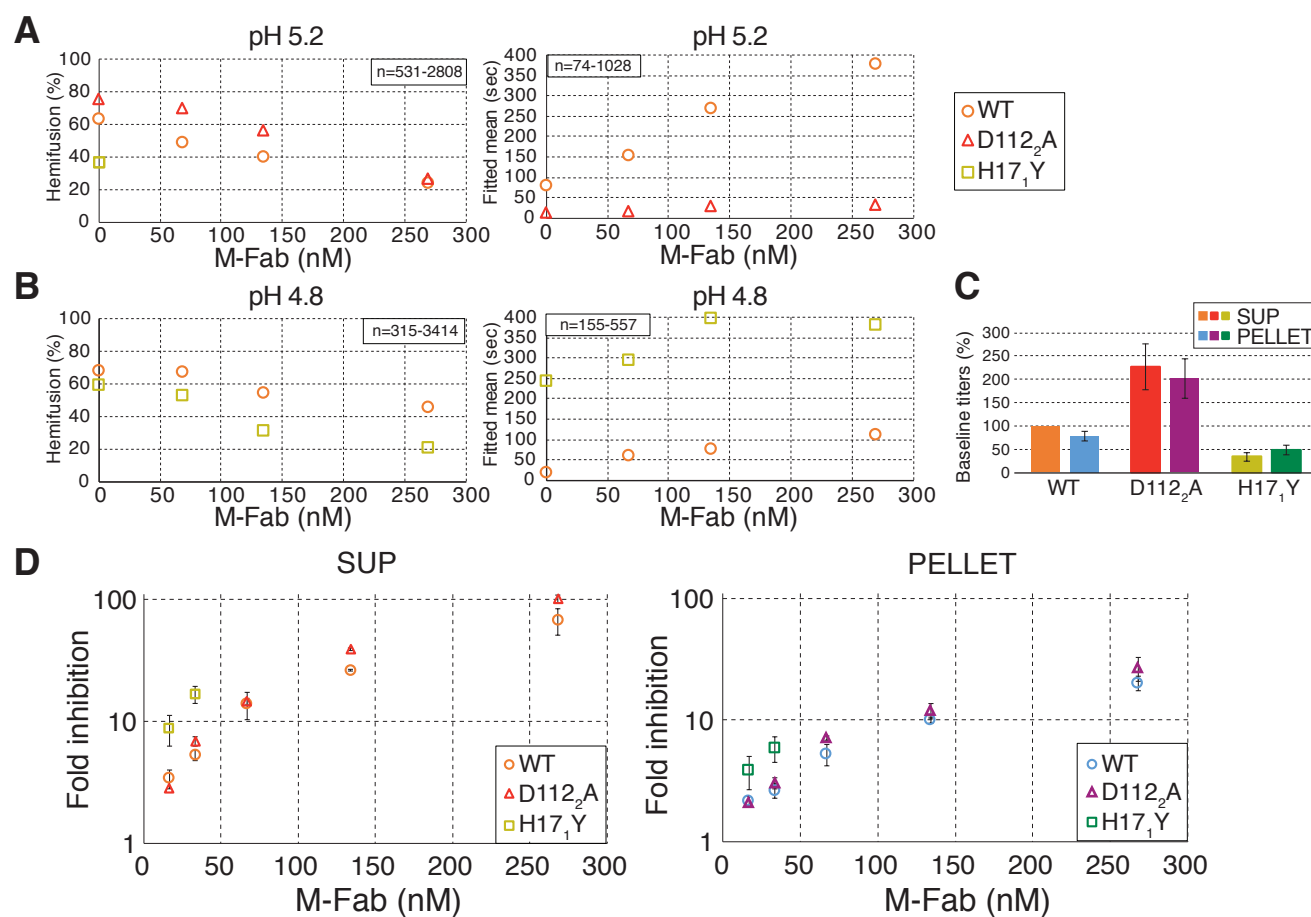 A
pH 5.2
Hemifusion (%)
100
80
60
40
20
0
n=531-2808
0 50 100 150 200 250 300
M-Fab (nM)
pH 5.2
Fitted mean (sec)
400
350
300
250
200
150
100
50
0
n=74-1028
0 50 100 150 200 250 300
M-Fab (nM)
WT
D112₂A
H17₁Y
B
pH 4.8
Hemifusion (%)
100
80
60
40
20
0
n=315-3414
0 50 100 150 200 250 300
M-Fab (nM)
pH 4.8
Fitted mean (sec)
400
350
300
250
200
150
100
50
0
n=155-557
0 50 100 150 200 250 300
M-Fab (nM)
C
SUP
PELLET
Baseline titers (%)
300
250
200
150
100
50
0
WT D112₂A H17₁Y
D
SUP
Fold inhibition
100
10
1
WT
D112₂A
H17₁Y
0 50 100 150 200 250 300
M-Fab (nM)
PELLET
Fold inhibition
100
10
1
WT
D112₂A
H17₁Y
0 50 100 150 200 250 300
M-Fab (nM)